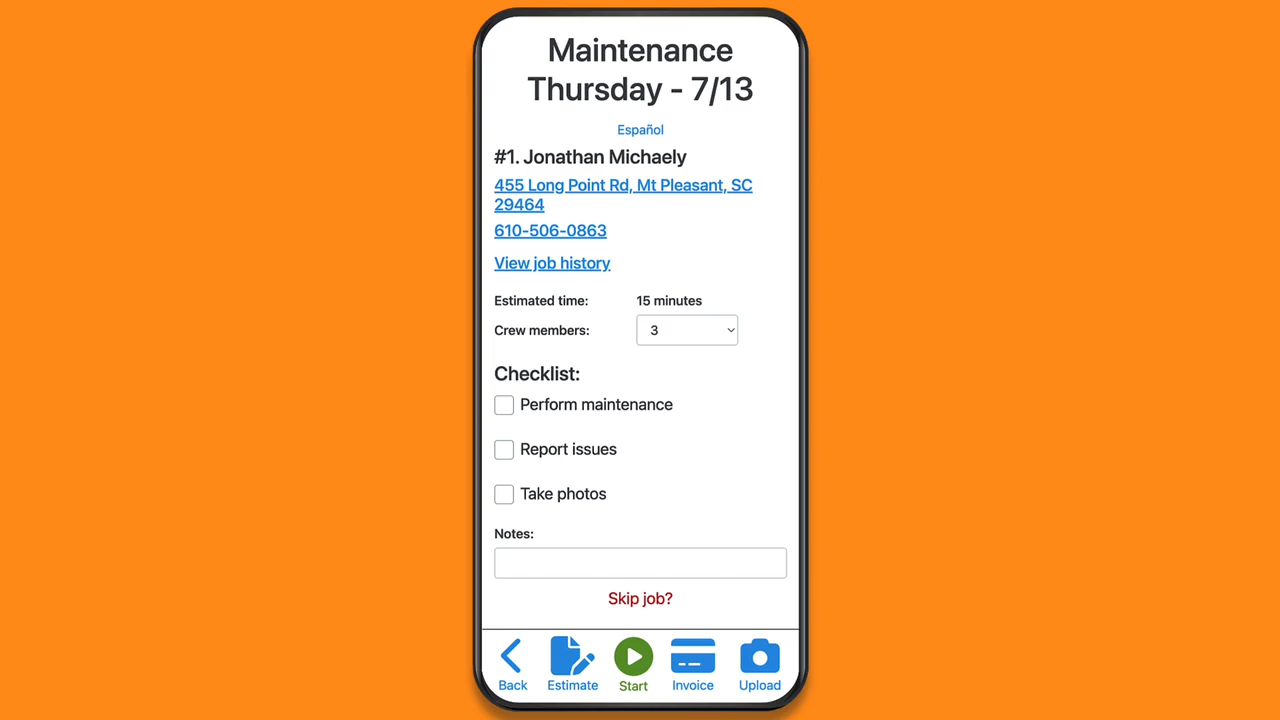 Maintenance
Thursday - 7/13
Español
#1. Jonathan Michaely
455 Long Point Rd, Mt Pleasant, SC
29464
610-506-0863
View job history
Estimated time: 15 minutes
Crew members: 3
Checklist:
Perform maintenance
Report issues
Take photos
Notes:
Skip job?
Back Estimate Start Invoice Upload